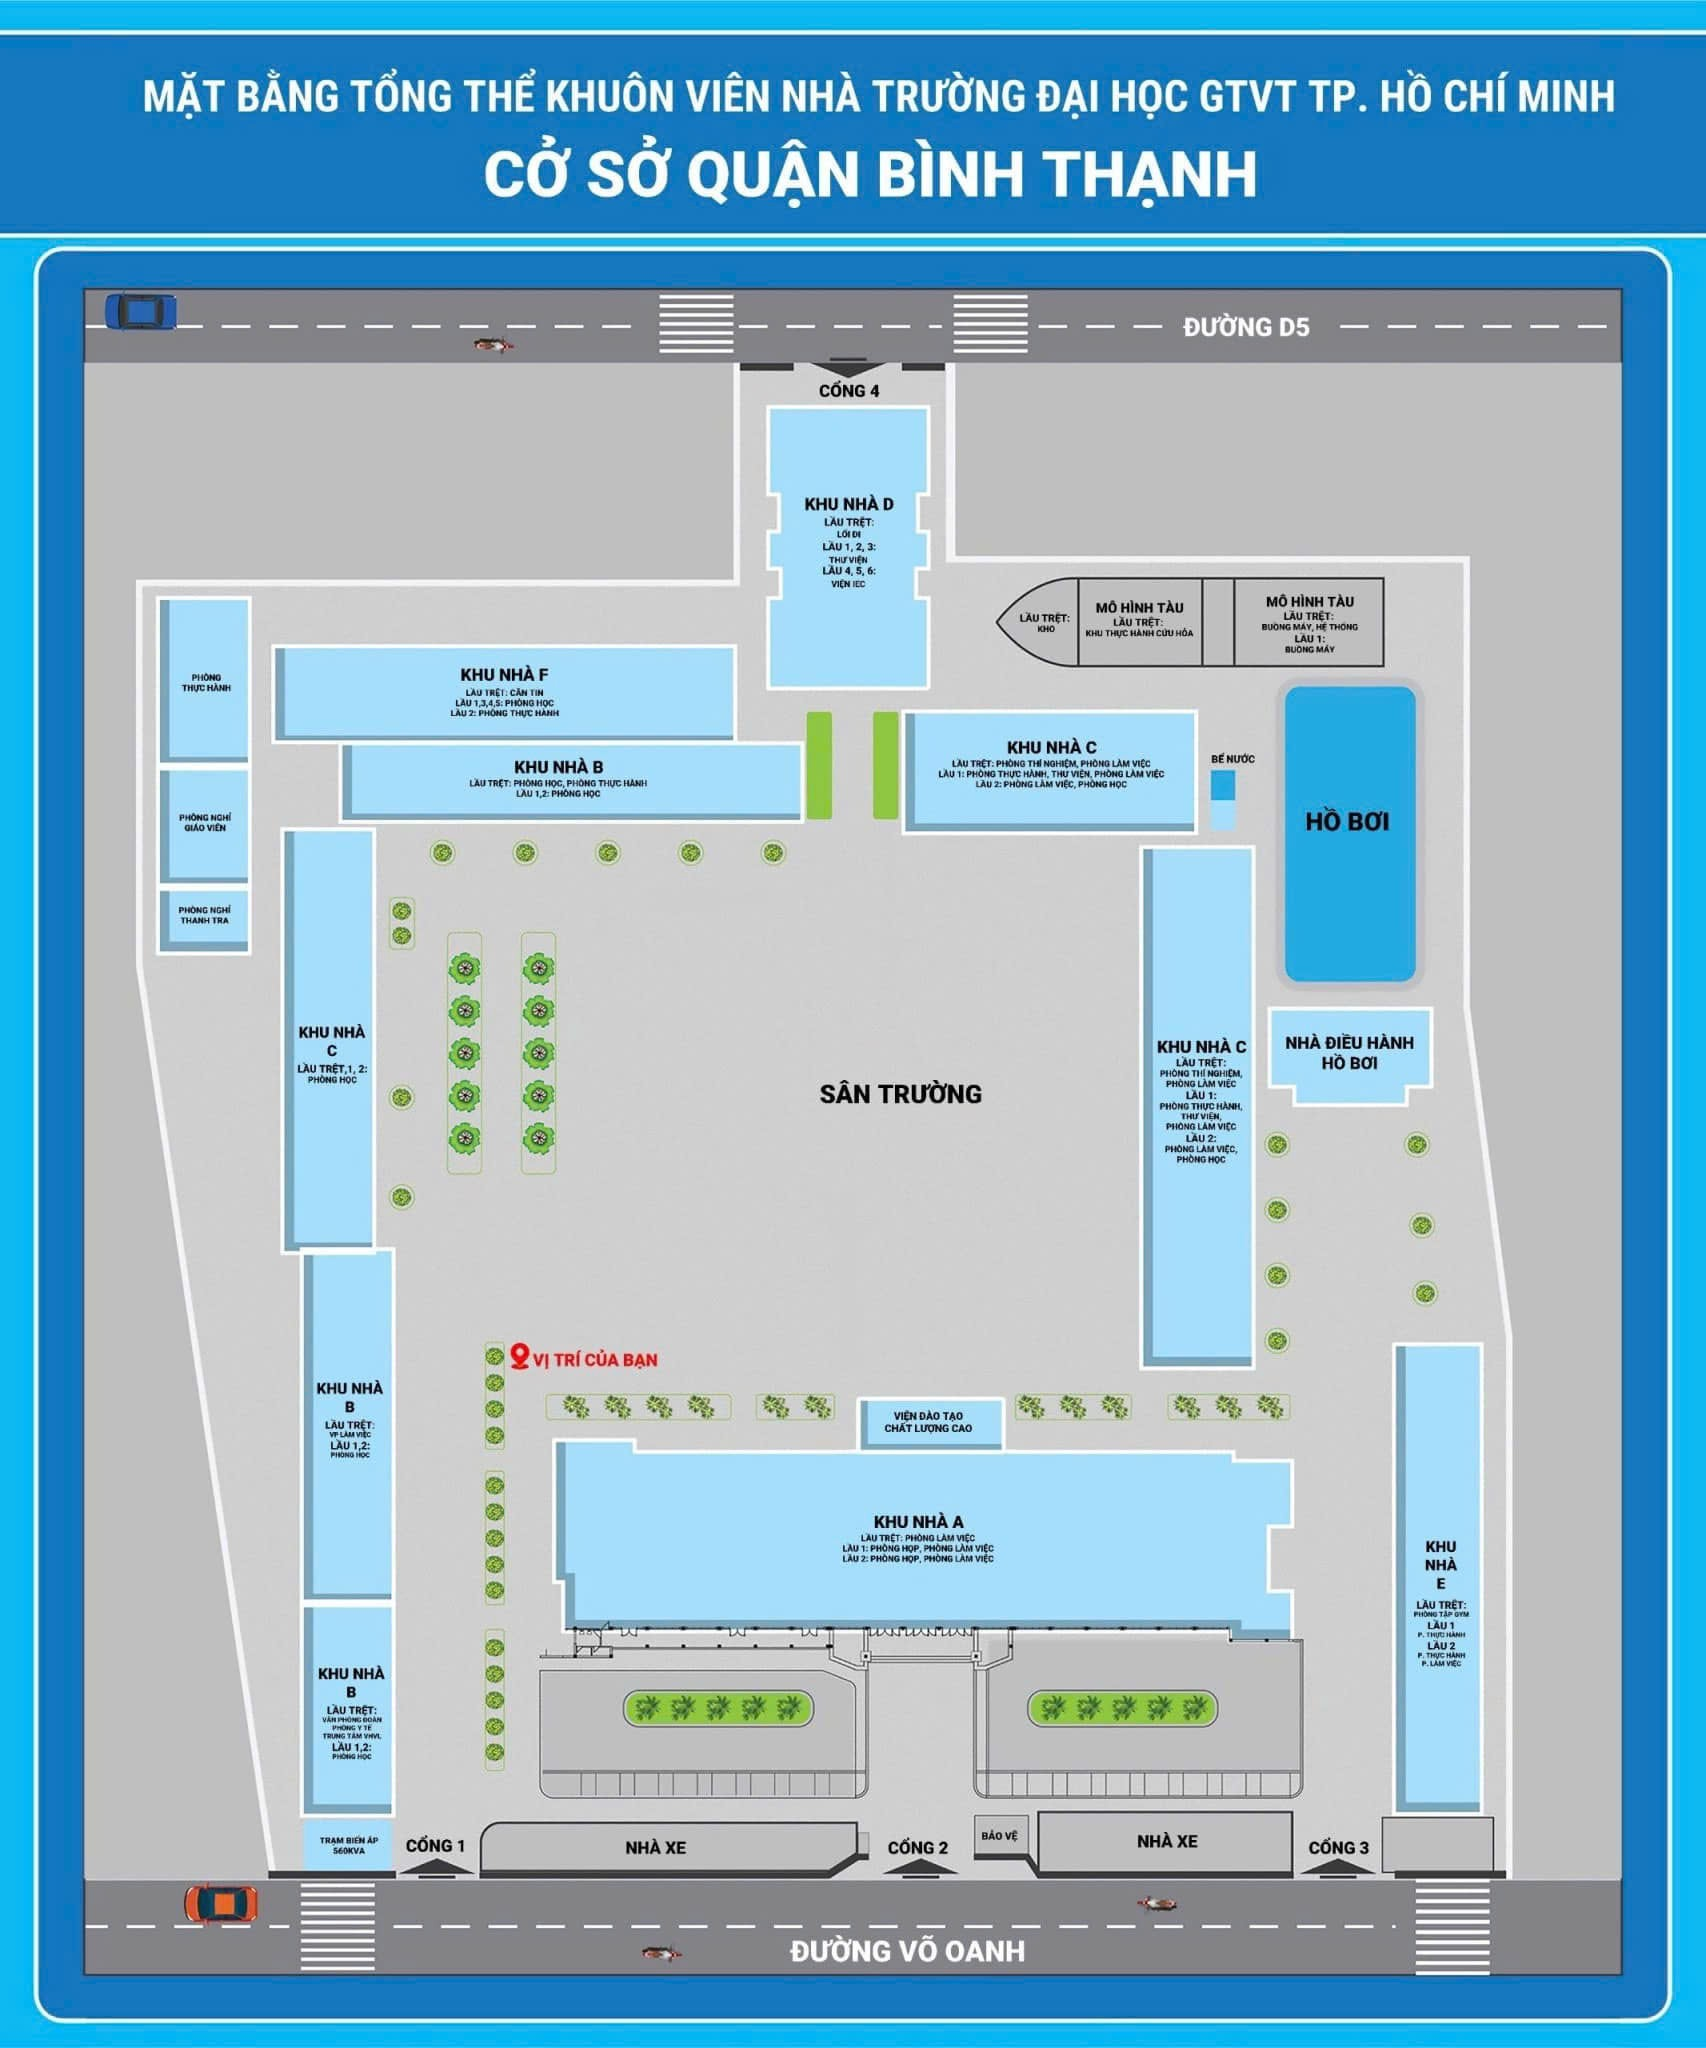 MẶT BẰNG TỔNG THỂ KHUÔN VIÊN NHÀ TRƯỜNG ĐẠI HỌC GTVT TP. HỒ CHÍ MINH
CỞ SỞ QUẬN BÌNH THẠNH
ĐƯỜNG D5
CỔNG 4
KHU NHÀ D
LẦU TRỆT:
LỐI ĐI
LẦU 1, 2, 3:
THƯ VIỆN
LẦU 4, 5, 6:
VIỆN IEC
LẦU TRỆT:
KHO
MÔ HÌNH TÀU
LẦU TRỆT:
KHU THỰC HÀNH CỨU HỎA
MÔ HÌNH TÀU
LẦU TRỆT:
BUỒNG MÁY, HỆ THỐNG
LẦU 1:
BUỒNG MÁY
PHÒNG
THỰC HÀNH
KHU NHÀ F
LẦU TRỆT: CĂN TIN
LẦU 1,3,4,5: PHÒNG HỌC
LẦU 2: PHÒNG THỰC HÀNH
KHU NHÀ B
LẦU TRỆT: PHÒNG HỌC, PHÒNG THỰC HÀNH
LẦU 1,2: PHÒNG HỌC
KHU NHÀ C
LẦU TRỆT: PHÒNG THÍ NGHIỆM, PHÒNG LÀM VIỆC
LẦU 1: PHÒNG THỰC HÀNH, THƯ VIỆN, PHÒNG LÀM VIỆC
LẦU 2: PHÒNG LÀM VIỆC, PHÒNG HỌC
BỂ NƯỚC
HỒ BƠI
PHÒNG NGHỈ
GIÁO VIÊN
PHÒNG NGHỈ
THANH TRA
KHU NHÀ
C
LẦU TRỆT,1, 2:
PHÒNG HỌC
SÂN TRƯỜNG
KHU NHÀ C
LẦU TRỆT:
PHÒNG THÍ NGHIỆM,
PHÒNG LÀM VIỆC
LẦU 1:
PHÒNG THỰC HÀNH,
THƯ VIỆN,
PHÒNG LÀM VIỆC
LẦU 2:
PHÒNG LÀM VIỆC,
PHÒNG HỌC
NHÀ ĐIỀU HÀNH
HỒ BƠI
VỊ TRÍ CỦA BẠN
KHU NHÀ
B
LẦU TRỆT:
VP LÀM VIỆC
LẦU 1,2:
PHÒNG HỌC
VIỆN ĐÀO TẠO
CHẤT LƯỢNG CAO
KHU NHÀ A
LẦU TRỆT: PHÒNG LÀM VIỆC
LẦU 1: PHÒNG HỌP, PHÒNG LÀM VIỆC
LẦU 2: PHÒNG HỌP, PHÒNG LÀM VIỆC
KHU
NHÀ
E
LẦU TRỆT:
PHÒNG TẬP GYM
LẦU 1
P. THỰC HÀNH
LẦU 2
P. THỰC HÀNH
P. LÀM VIỆC
KHU NHÀ
B
LẦU TRỆT:
VĂN PHÒNG ĐOÀN
PHÒNG Y TẾ
TRUNG TÂM VHVL
LẦU 1,2:
PHÒNG HỌC
TRẠM BIẾN ÁP
560KVA
CỔNG 1
NHÀ XE
CỔNG 2
BẢO VỆ
NHÀ XE
CỔNG 3
ĐƯỜNG VÕ OANH